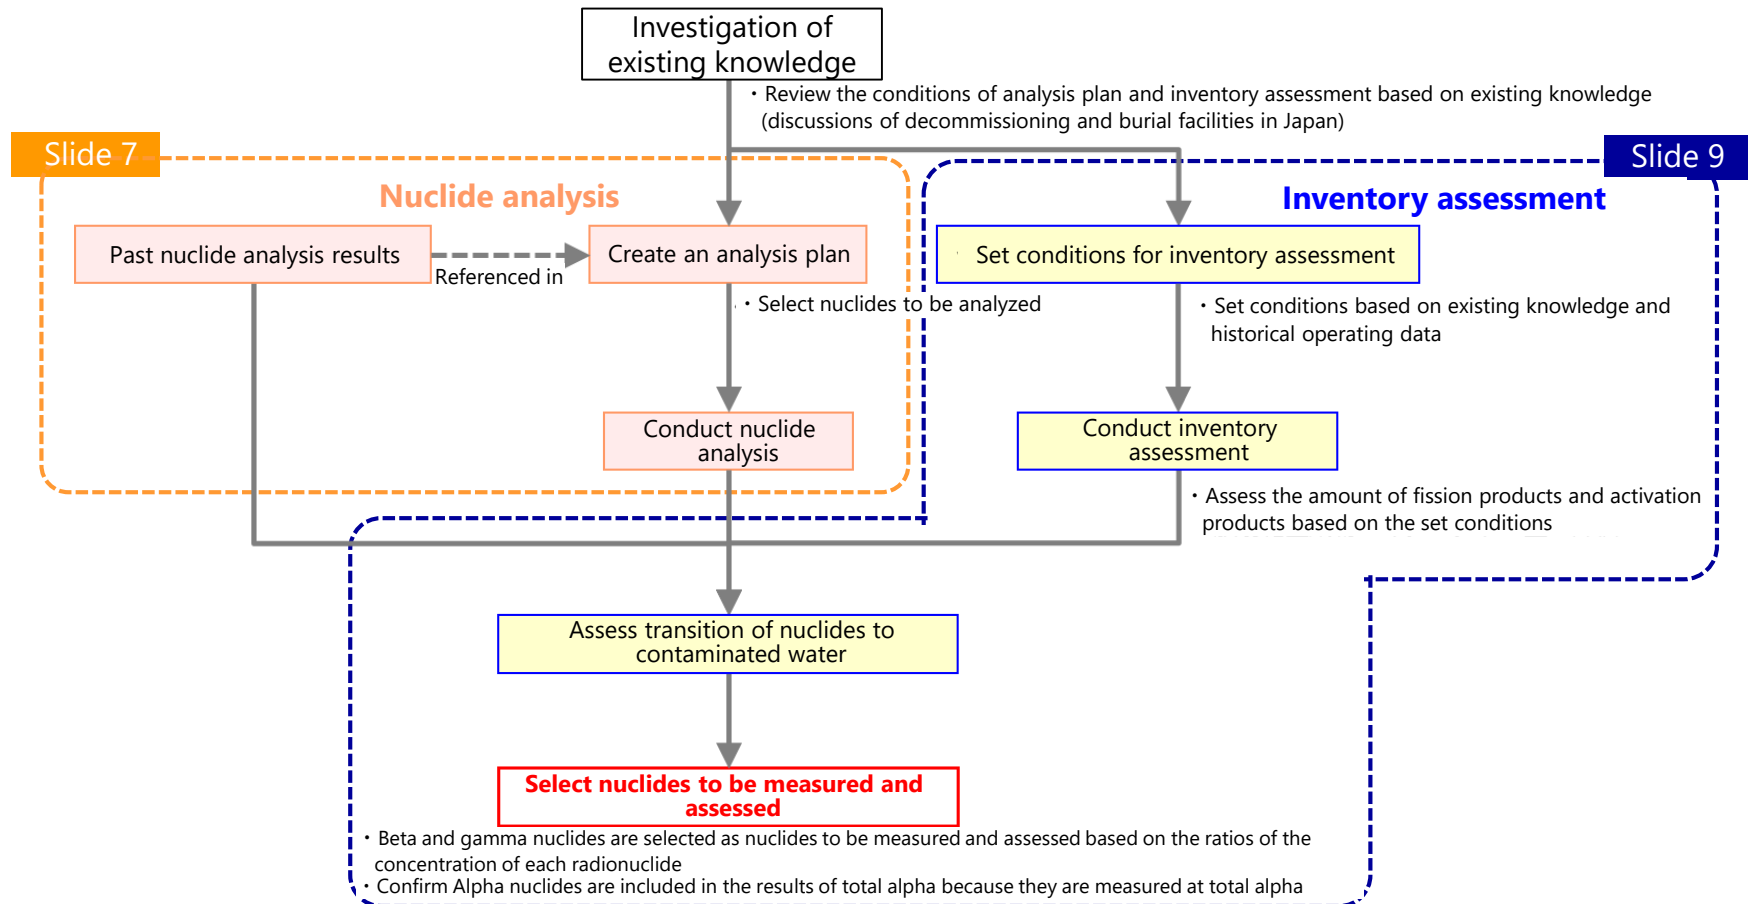 Investigation of
existing knowledge
・Review the conditions of analysis plan and inventory assessment based on existing knowledge
(discussions of decommissioning and burial facilities in Japan)
Slide 7
Slide 9
Nuclide analysis
Inventory assessment
Past nuclide analysis results
Referenced in
Create an analysis plan
Set conditions for inventory assessment
・Select nuclides to be analyzed
・Set conditions based on existing knowledge and
historical operating data
Conduct nuclide
analysis
Conduct inventory
assessment
・Assess the amount of fission products and activation
products based on the set conditions
Assess transition of nuclides to
contaminated water
Select nuclides to be measured and
assessed
・Beta and gamma nuclides are selected as nuclides to be measured and assessed based on the ratios of the
concentration of each radionuclide
・Confirm Alpha nuclides are included in the results of total alpha because they are measured at total alpha